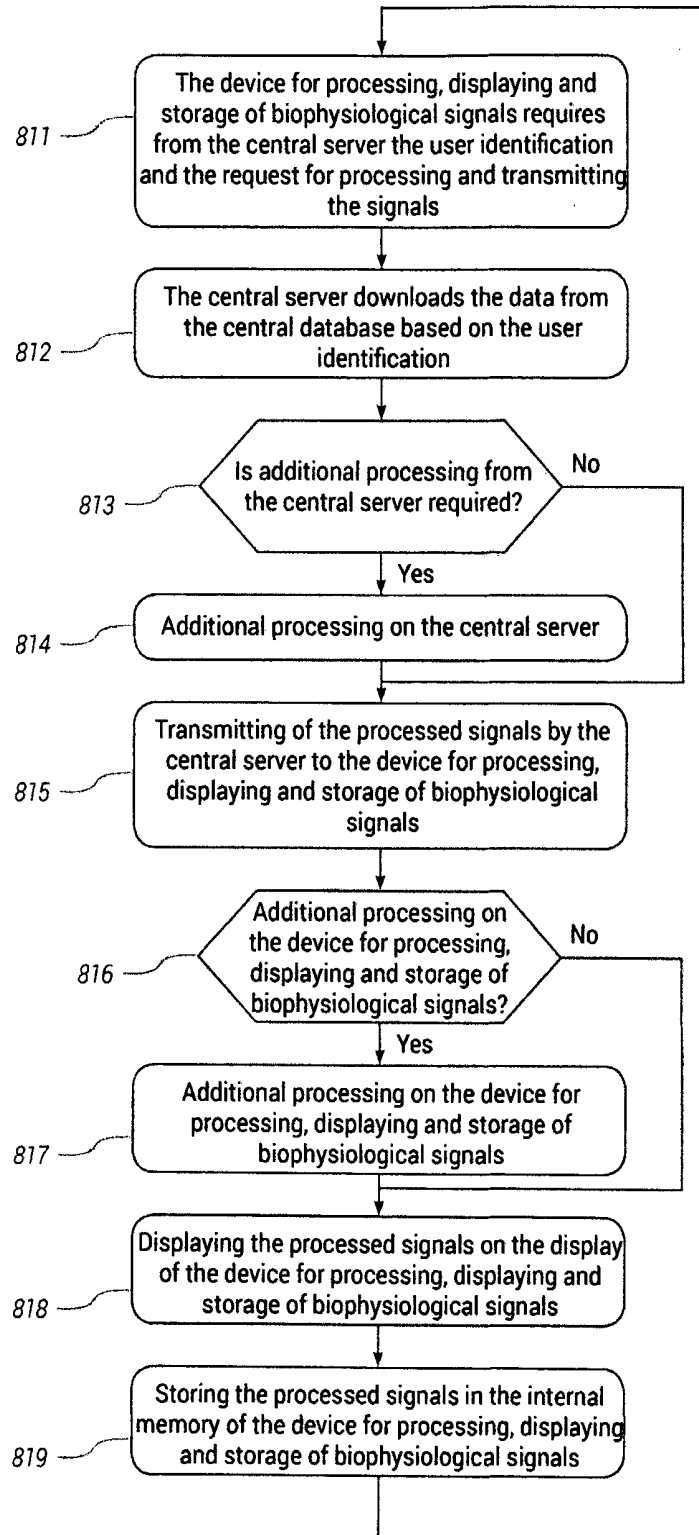 The device for processing, displaying and
storage of biophysiological signals requires
from the central server the user identification
and the request for processing and transmitting
the signals
811
The central server downloads the data from
the central database based on the user
identification
812
Is additional processing from
the central server required?
No
813
Yes
Additional processing on the central server
814
Transmitting of the processed signals by the
central server to the device for processing,
displaying and storage of biophysiological
signals
815
Additional processing on
the device for processing,
displaying and storage of
biophysiological signals?
No
816
Yes
Additional processing on the device for
processing, displaying and storage of
biophysiological signals
817
Displaying the processed signals on the display
of the device for processing, displaying and
storage of biophysiological signals
818
Storing the processed signals in the internal
memory of the device for processing, displaying
and storage of biophysiological signals
819